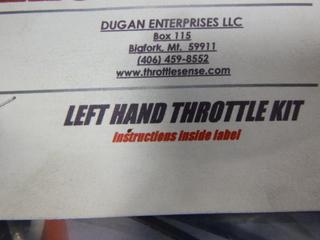 DUGAN ENTERPRISES LLC
Box 115
Bigfork, Mt. 59911
(406) 459-8552
www.throttlesense.com
LEFT HAND THROTTLE KIT
Instructions inside label